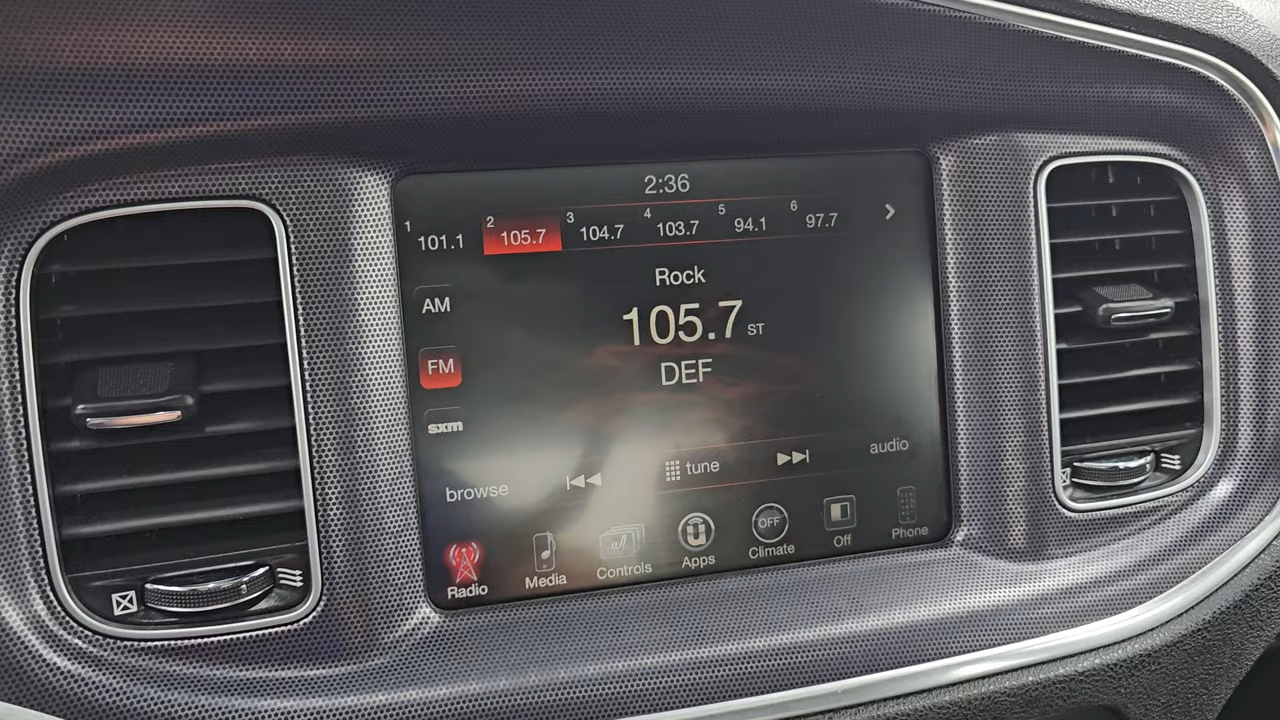 2:36
1 101.1 2 105.7 3 104.7 4 103.7 5 94.1 6 97.7
Rock
AM
105.7 ST
FM
DEF
sxm
browse tune audio
OFF
Radio Media Controls Apps Climate Off Phone